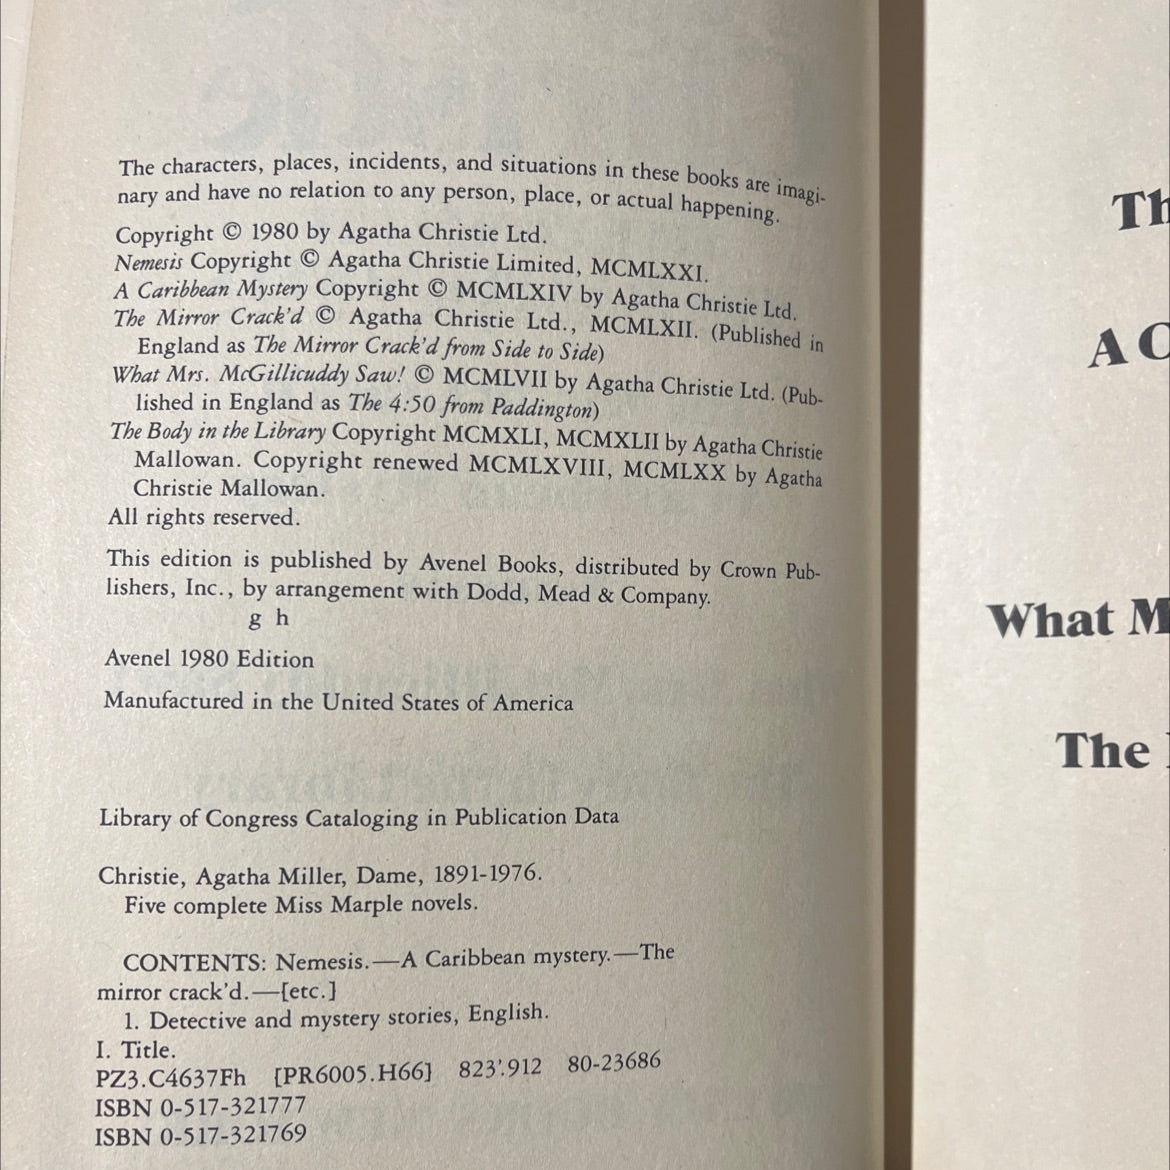 The characters, places, incidents, and situations in these books are imagi-
nary and have no relation to any person, place, or actual happening.
Copyright © 1980 by Agatha Christie Ltd.
Nemesis Copyright © Agatha Christie Limited, MCMLXXI.
A Caribbean Mystery Copyright © MCMLXIV by Agatha Christie Ltd.
The Mirror Crack'd © Agatha Christie Ltd., MCMLXII. (Published in
England as The Mirror Crack'd from Side to Side)
What Mrs. McGillicuddy Saw! © MCMLVII by Agatha Christie Ltd. (Pub-
lished in England as The 4:50 from Paddington)
The Body in the Library Copyright MCMXLI, MCMXLII by Agatha Christie
Mallowan. Copyright renewed MCMLXVIII, MCMLXX by Agatha
Christie Mallowan.
All rights reserved.
This edition is published by Avenel Books, distributed by Crown Pub-
lishers, Inc., by arrangement with Dodd, Mead & Company.
g h
Avenel 1980 Edition
Manufactured in the United States of America
Library of Congress Cataloging in Publication Data
Christie, Agatha Miller, Dame, 1891-1976.
Five complete Miss Marple novels.
CONTENTS: Nemesis.—A Caribbean mystery.—The
mirror crack'd.—[etc.]
1. Detective and mystery stories, English.
I. Title.
PZ3.C4637Fh [PR6005.H66] 823'.912 80-23686
ISBN 0-517-321777
ISBN 0-517-321769
Th
A C
What M
The